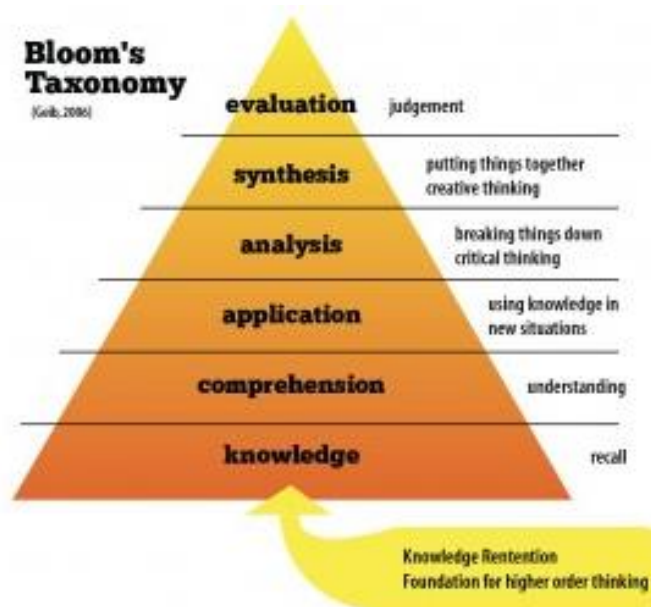 Bloom's
Taxonomy
(Geib, 2006)
evaluation
judgement
synthesis
putting things together
creative thinking
analysis
breaking things down
critical thinking
application
using knowledge in
new situations
comprehension
understanding
knowledge
recall
Knowledge Rentention
Foundation for higher order thinking